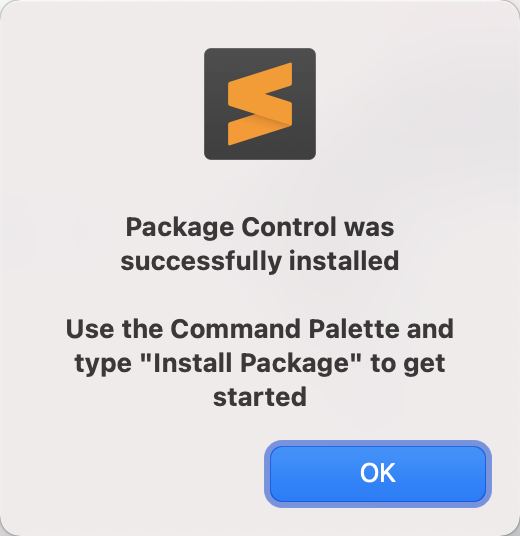 Package Control was
successfully installed
Use the Command Palette and
type "Install Package" to get
started
OK